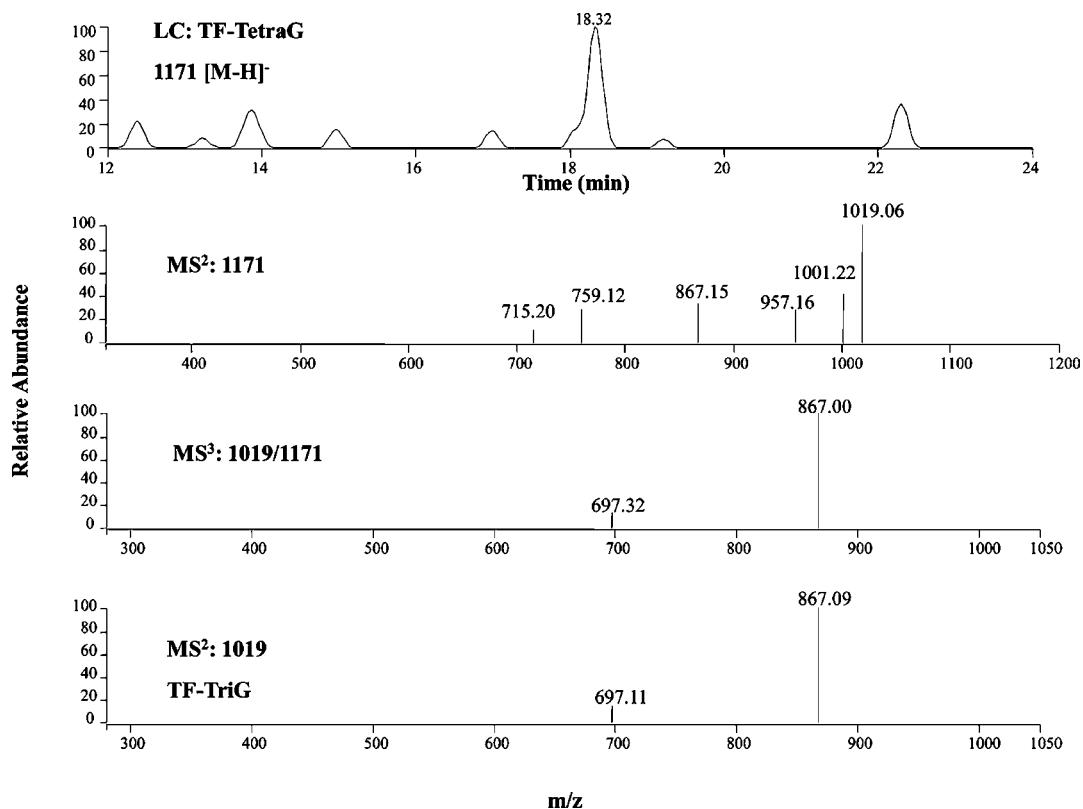 18.32
LC: TF-TetraG
1171 [M-H]-
100
80
60
40
20
0
12 14 16 18 20 22 24
Time (min)
Relative Abundance
1019.06
MS2: 1171
1001.22
867.15
957.16
759.12
715.20
100
80
60
40
20
0
400 500 600 700 800 900 1000 1100 1200
867.00
MS3: 1019/1171
697.32
100
80
60
40
20
0
300 400 500 600 700 800 900 1000 1050
867.09
MS2: 1019
TF-TriG
697.11
100
80
60
40
20
0
300 400 500 600 700 800 900 1000 1050
m/z